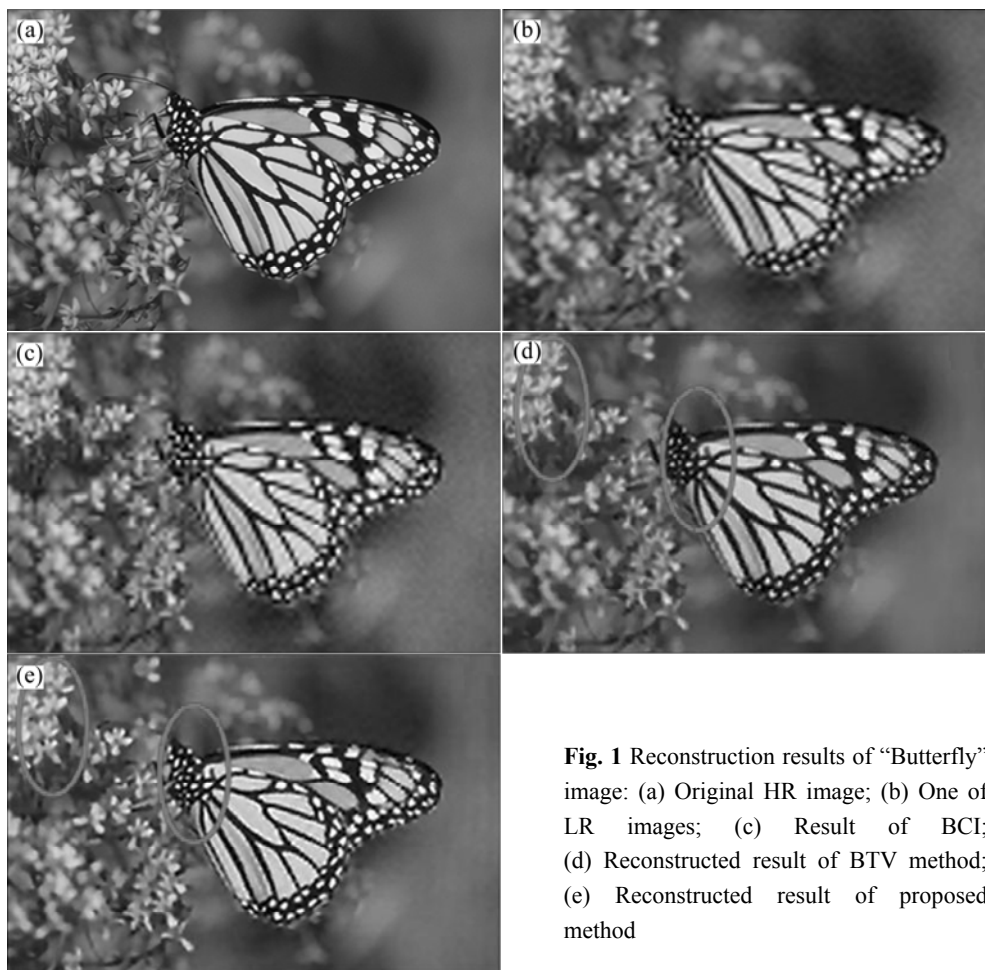 (a)
(b)
(c)
(d)
(e)
Fig. 1 Reconstruction results of “Butterfly”
image: (a) Original HR image; (b) One of
LR images; (c) Result of BCI;
(d) Reconstructed result of BTV method;
(e) Reconstructed result of proposed
method